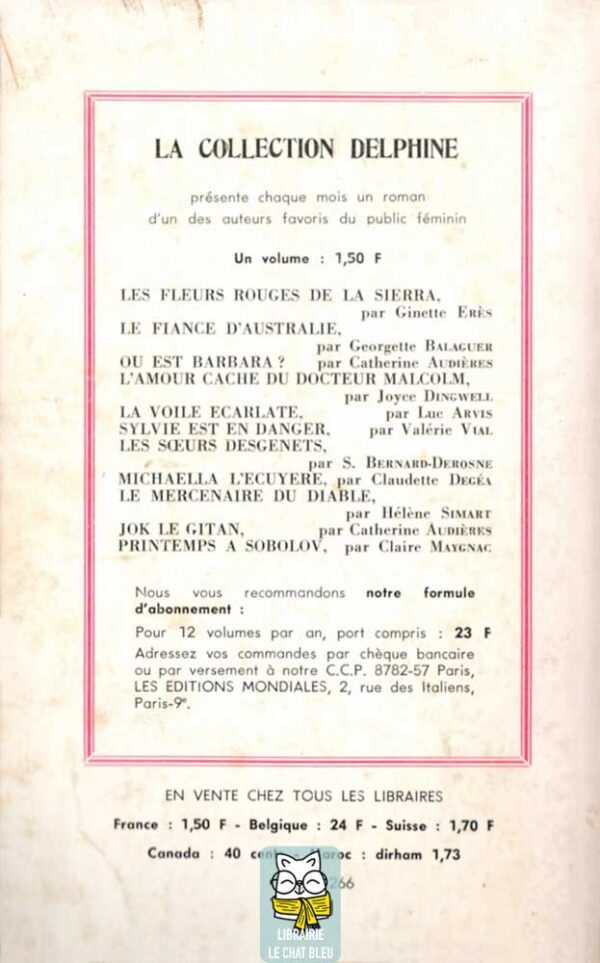 LA COLLECTION DELPHINE
présente chaque mois un roman
d'un des auteurs favoris du public féminin
Un volume : 1,50 F
LES FLEURS ROUGES DE LA SIERRA,
par Ginette ERÈS
LE FIANCE D'AUSTRALIE,
par Georgette BALAGUER
OU EST BARBARA ? par Catherine AUDIÈRES
L'AMOUR CACHE DU DOCTEUR MALCOLM,
par Joyce DINGWELL
LA VOILE ECARLATE, par Luc ARVIS
SYLVIE EST EN DANGER, par Valérie VIAL
LES SŒURS DESGENETS,
par S. BERNARD-DEROSNE
MICHAELLA L'ECUYERE, par Claudette DEGÉA
LE MERCENAIRE DU DIABLE,
par Hélène SIMART
JOK LE GITAN, par Catherine AUDIÈRES
PRINTEMPS A SOBOLOV, par Claire MAYGNAC
Nous vous recommandons notre formule
d'abonnement :
Pour 12 volumes par an, port compris : 23 F
Adressez vos commandes par chèque bancaire
ou par versement à notre C.C.P. 8782-57 Paris,
LES EDITIONS MONDIALES, 2, rue des Italiens,
Paris-9e.
EN VENTE CHEZ TOUS LES LIBRAIRES
France : 1,50 F - Belgique : 24 F - Suisse : 1,70 F
Canada : 40 cent - Maroc : dirham 1,73
266
LIBRAIRIE
LE CHAT BLEU